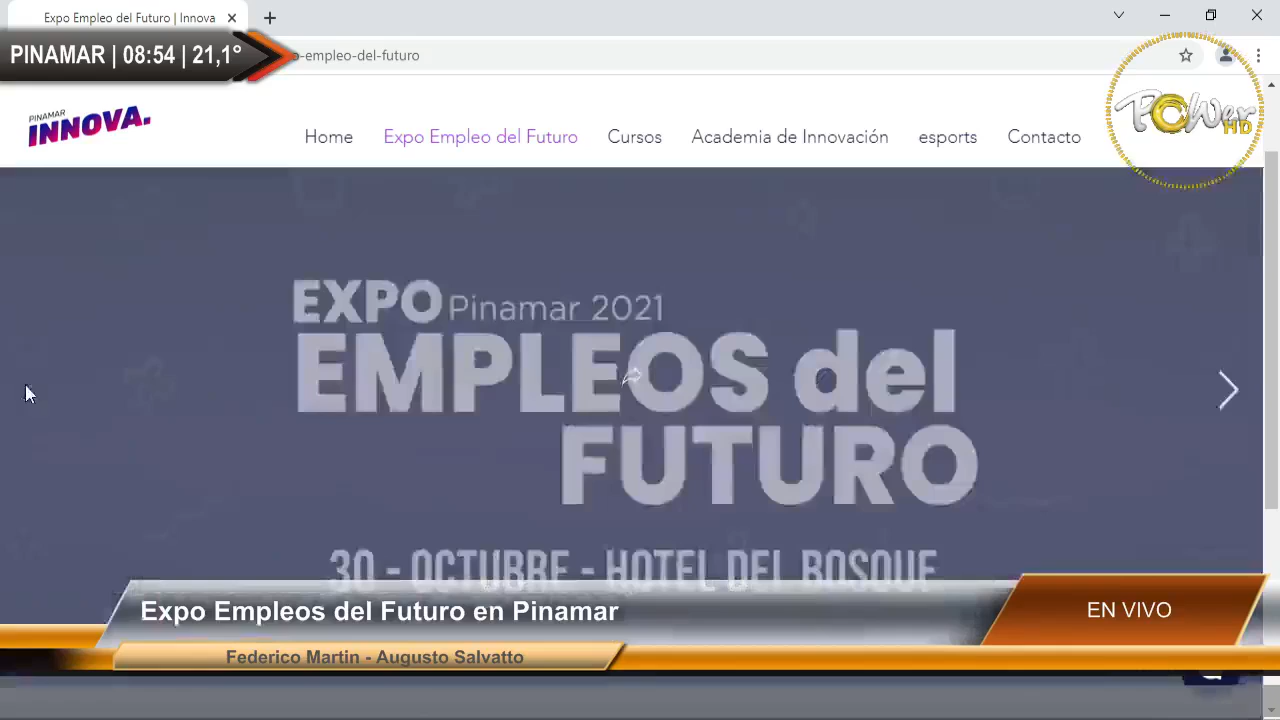 Expo Empleo del Futuro | Innova
PINAMAR | 08:54 | 21,1°
-empleo-del-futuro
PINAMAR
INNOVA.
Home Expo Empleo del Futuro Cursos Academia de Innovación esports Contacto
Power HD
EXPO Pinamar 2021
EMPLEOS del
FUTURO
30 - OCTUBRE - HOTEL DEL BOSQUE
Expo Empleos del Futuro en Pinamar
EN VIVO
Federico Martin - Augusto Salvatto